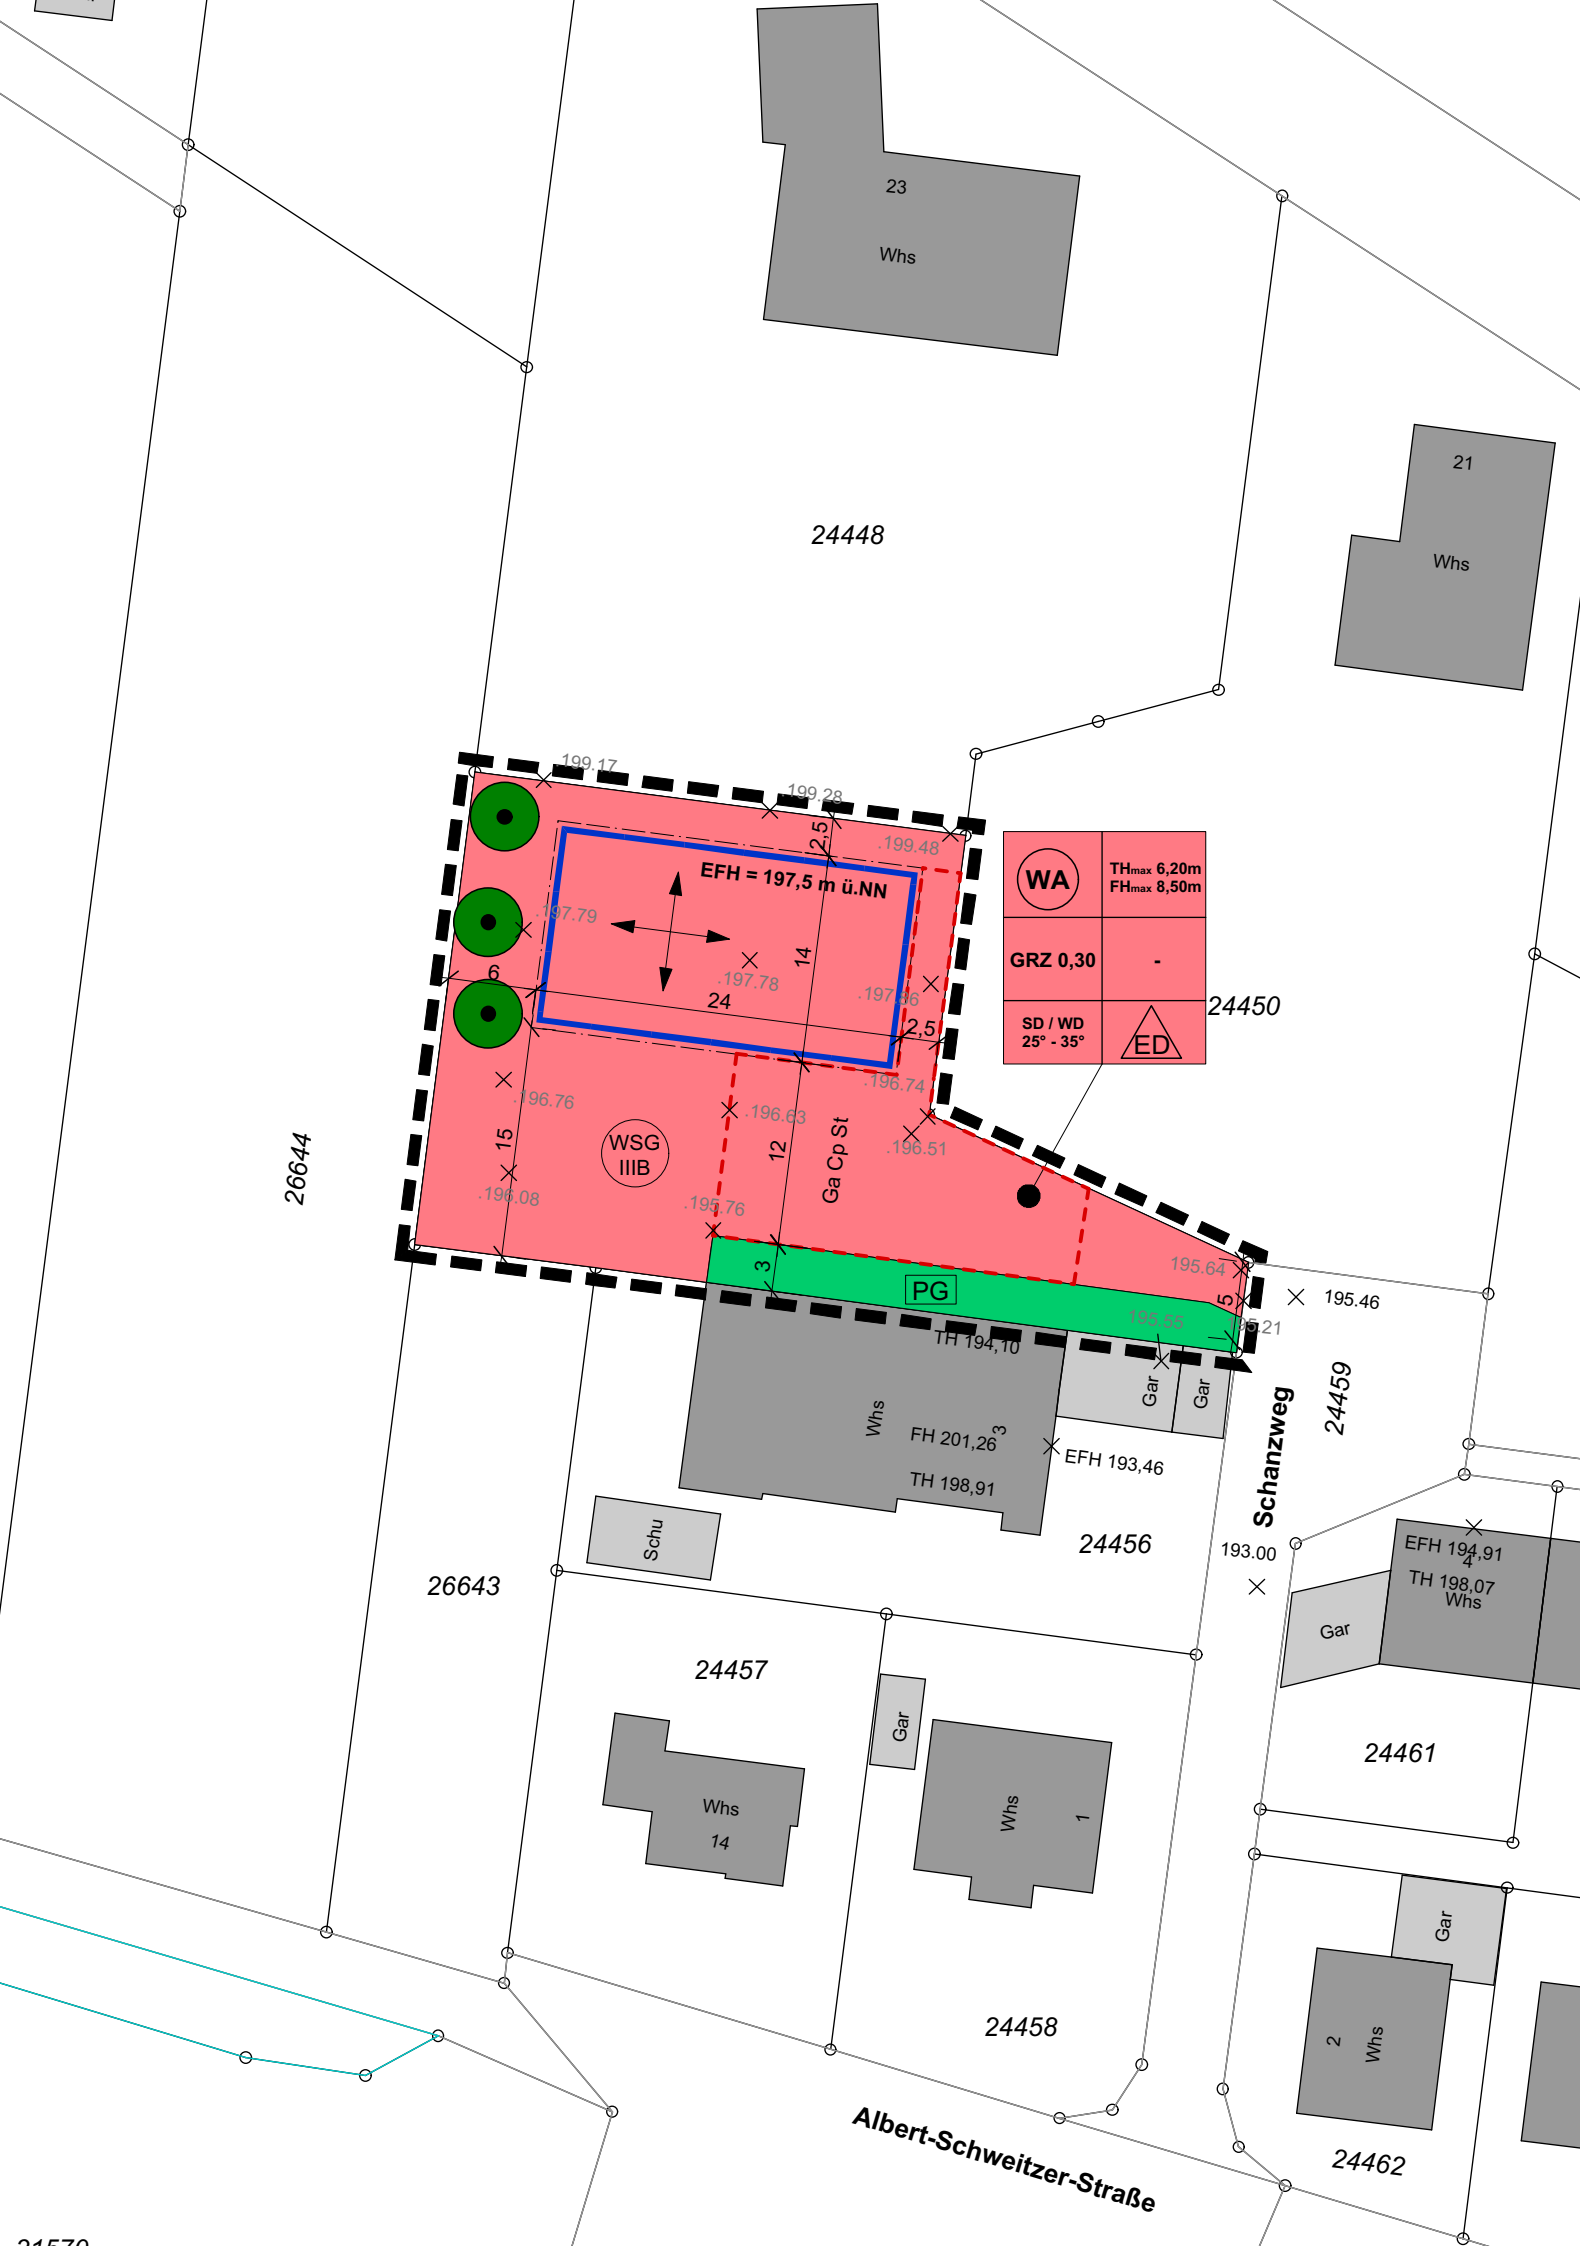 23
Whs
21
Whs
24448
.199.17
.199.28
2,5
.199.48
EFH = 197,5 m ü.NN
.197.79
14
.197.78
.197.86
6
24
2,5
WA
THmax 6,20m
FHmax 8,50m
GRZ 0,30
-
SD / WD
25° - 35°
ED
24450
.196.74
.196.76
.196.63
.196.51
15
WSG
IIIB
12
Ga Cp St
26644
.196.08
.195.76
3
PG
195.64
5
195.46
195.55
195.21
TH 194,10
Gar
Gar
24459
Whs
3
FH 201,26
EFH 193,46
TH 198,91
Schanzweg
Schu
24456
193.00
EFH 194,91
4
TH 198,07
Whs
26643
Gar
24457
Gar
24461
Whs
14
Whs
1
Gar
24458
2
Whs
Albert-Schweitzer-Straße
24462